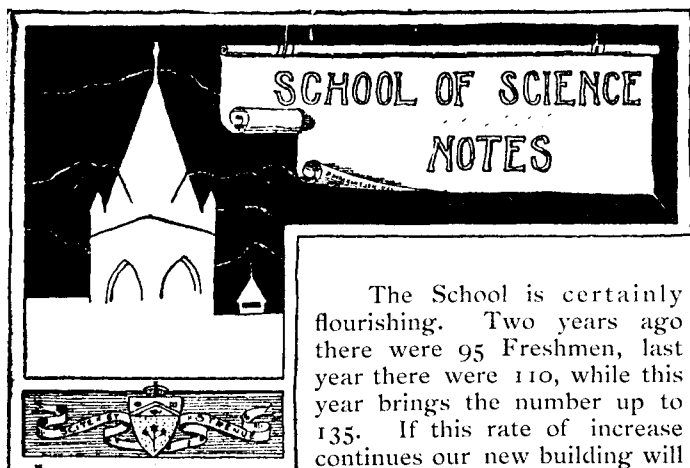 SCHOOL OF SCIENCE
NOTES
The School is certainly
flourishing. Two years ago
there were 95 Freshmen, last
year there were 110, while this
year brings the number up to
135. If this rate of increase
continues our new building will